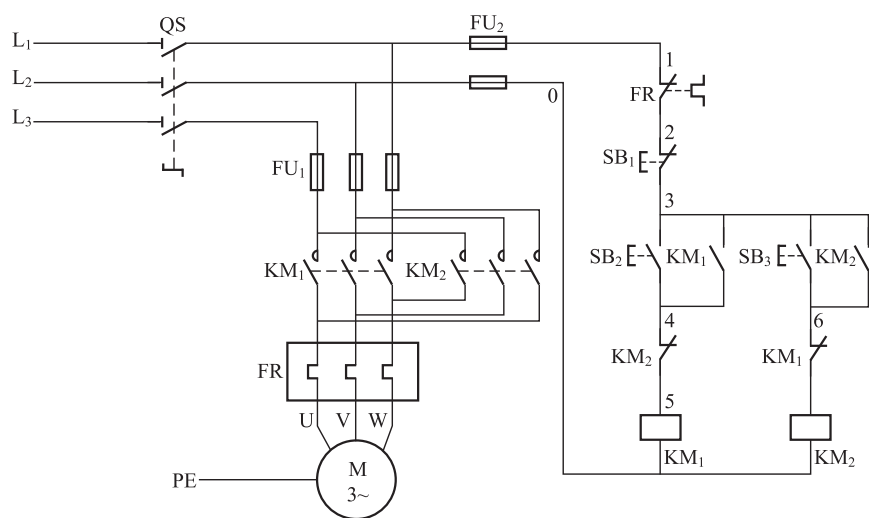 QS
FU₂
L₁
L₂
L₃
0
1
FR
2
SB₁
3
FU₁
KM₁
KM₂
SB₂
KM₁
SB₃
KM₂
4
6
KM₂
KM₁
FR
5
U
V
W
KM₁
KM₂
M
3~
PE